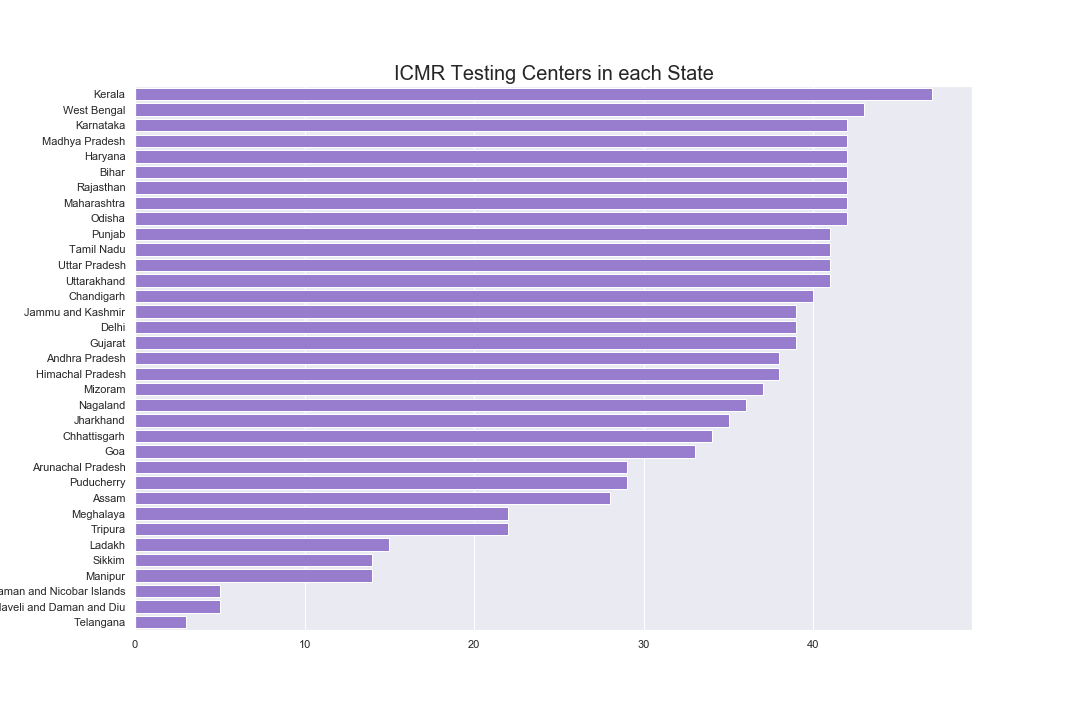 ICMR Testing Centers in each State
Kerala
West Bengal
Karnataka
Madhya Pradesh
Haryana
Bihar
Rajasthan
Maharashtra
Odisha
Punjab
Tamil Nadu
Uttar Pradesh
Uttarakhand
Chandigarh
Jammu and Kashmir
Delhi
Gujarat
Andhra Pradesh
Himachal Pradesh
Mizoram
Nagaland
Jharkhand
Chhattisgarh
Goa
Arunachal Pradesh
Puducherry
Assam
Meghalaya
Tripura
Ladakh
Sikkim
Manipur
and Nicobar Islands
and Daman and Diu
Telangana
0 10 20 30 40